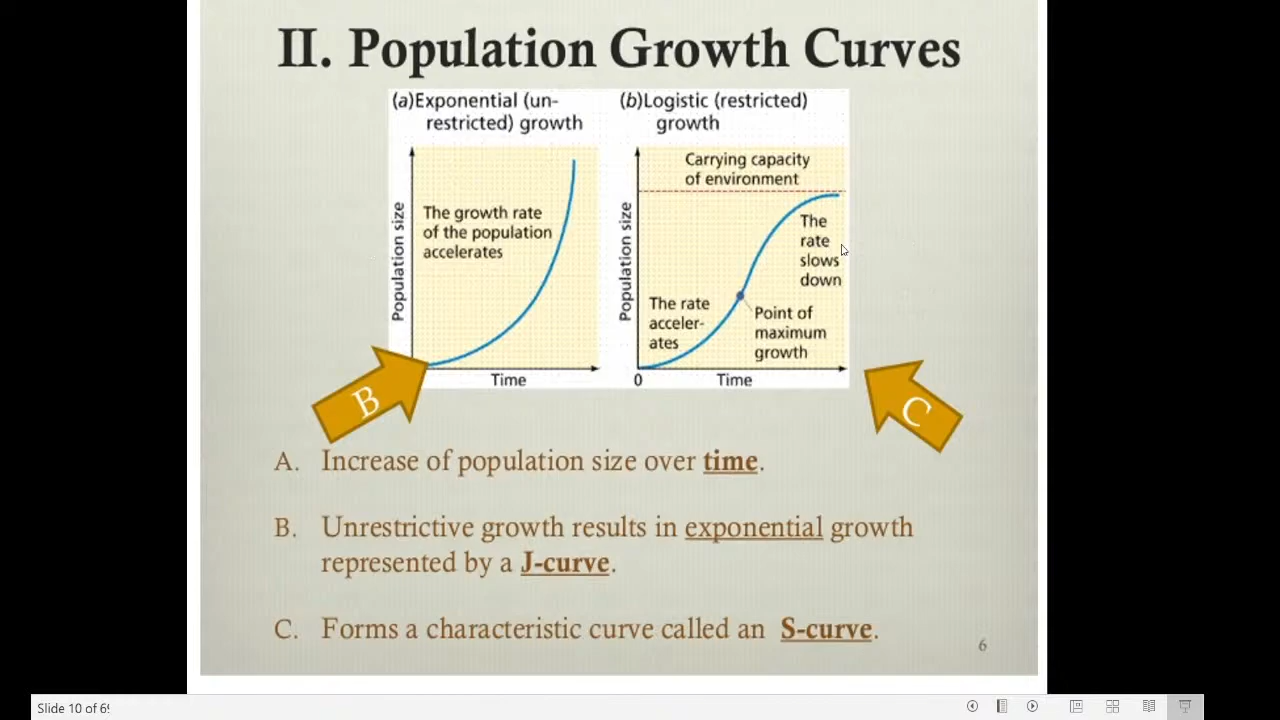 II. Population Growth Curves
(a)Exponential (un-
restricted) growth
Population size
The growth rate
of the population
accelerates
Time
(b)Logistic (restricted)
growth
Carrying capacity
of environment
Population size
The
rate
slows
down
The rate
acceler-
ates
Point of
maximum
growth
0
Time
B
C
A. Increase of population size over time.
B. Unrestrictive growth results in exponential growth
represented by a J-curve.
C. Forms a characteristic curve called an S-curve.
6
Slide 10 of 69